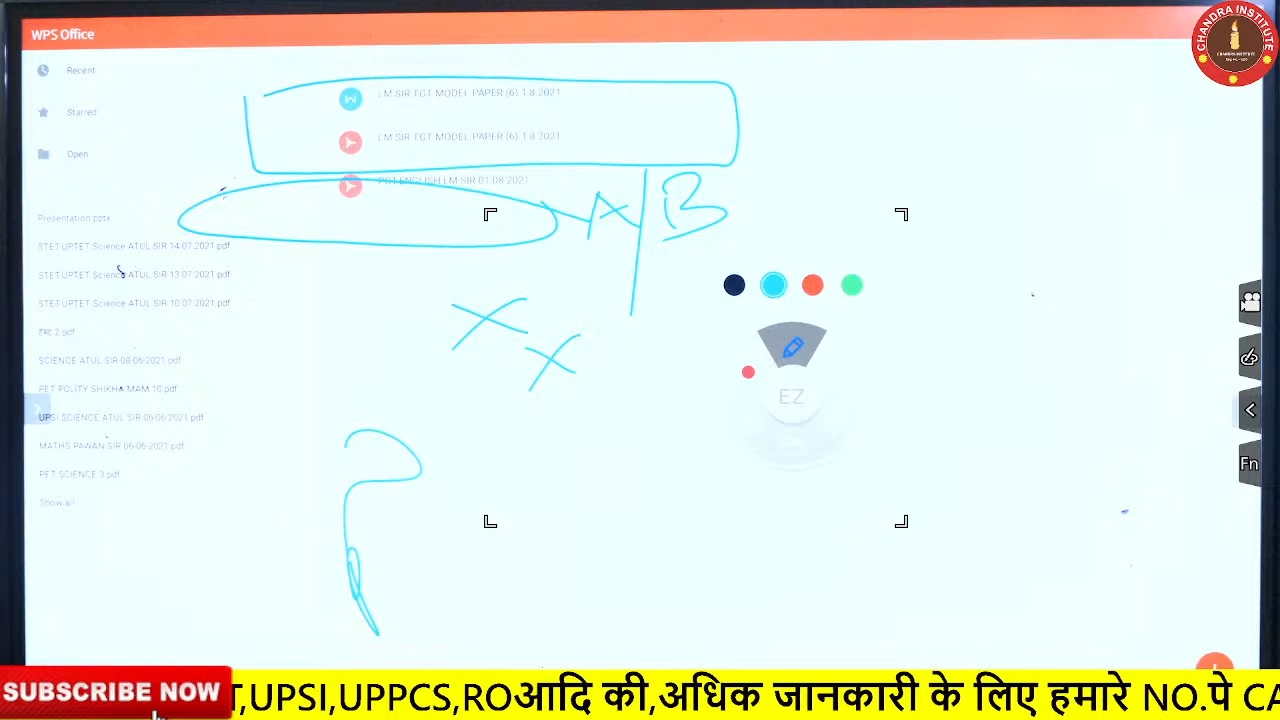 WPS Office
CHANDRA INSTITUTE
Recent
LM SIR TGT MODEL PAPER (6) 1.8.2021
Starred
LM SIR TGT MODEL PAPER (6) 1.8.2021
Open
PGT ENGLISH LM SIR 01.08.2021
A B
Presentation.pptx
STET.UPTET Science ATUL SIR 14.07.2021.pdf
STET.UPTET Science ATUL SIR 13.07.2021.pdf
STET.UPTET Science ATUL SIR 10.07.2021.pdf
टेस्ट 2.pdf
SCIENCE ATUL SIR 08-06-2021.pdf
PET POLITY SHIKHA MAM 10.pdf
EZ
UPSI SCIENCE ATUL SIR 06-06-2021.pdf
MATHS PAWAN SIR 06-06-2021.pdf
Fn
PET SCIENCE 3.pdf
Show all
SUBSCRIBE NOW
T,UPSI,UPPCS,ROआदि की,अधिक जानकारी के लिए हमारे NO.पे CA